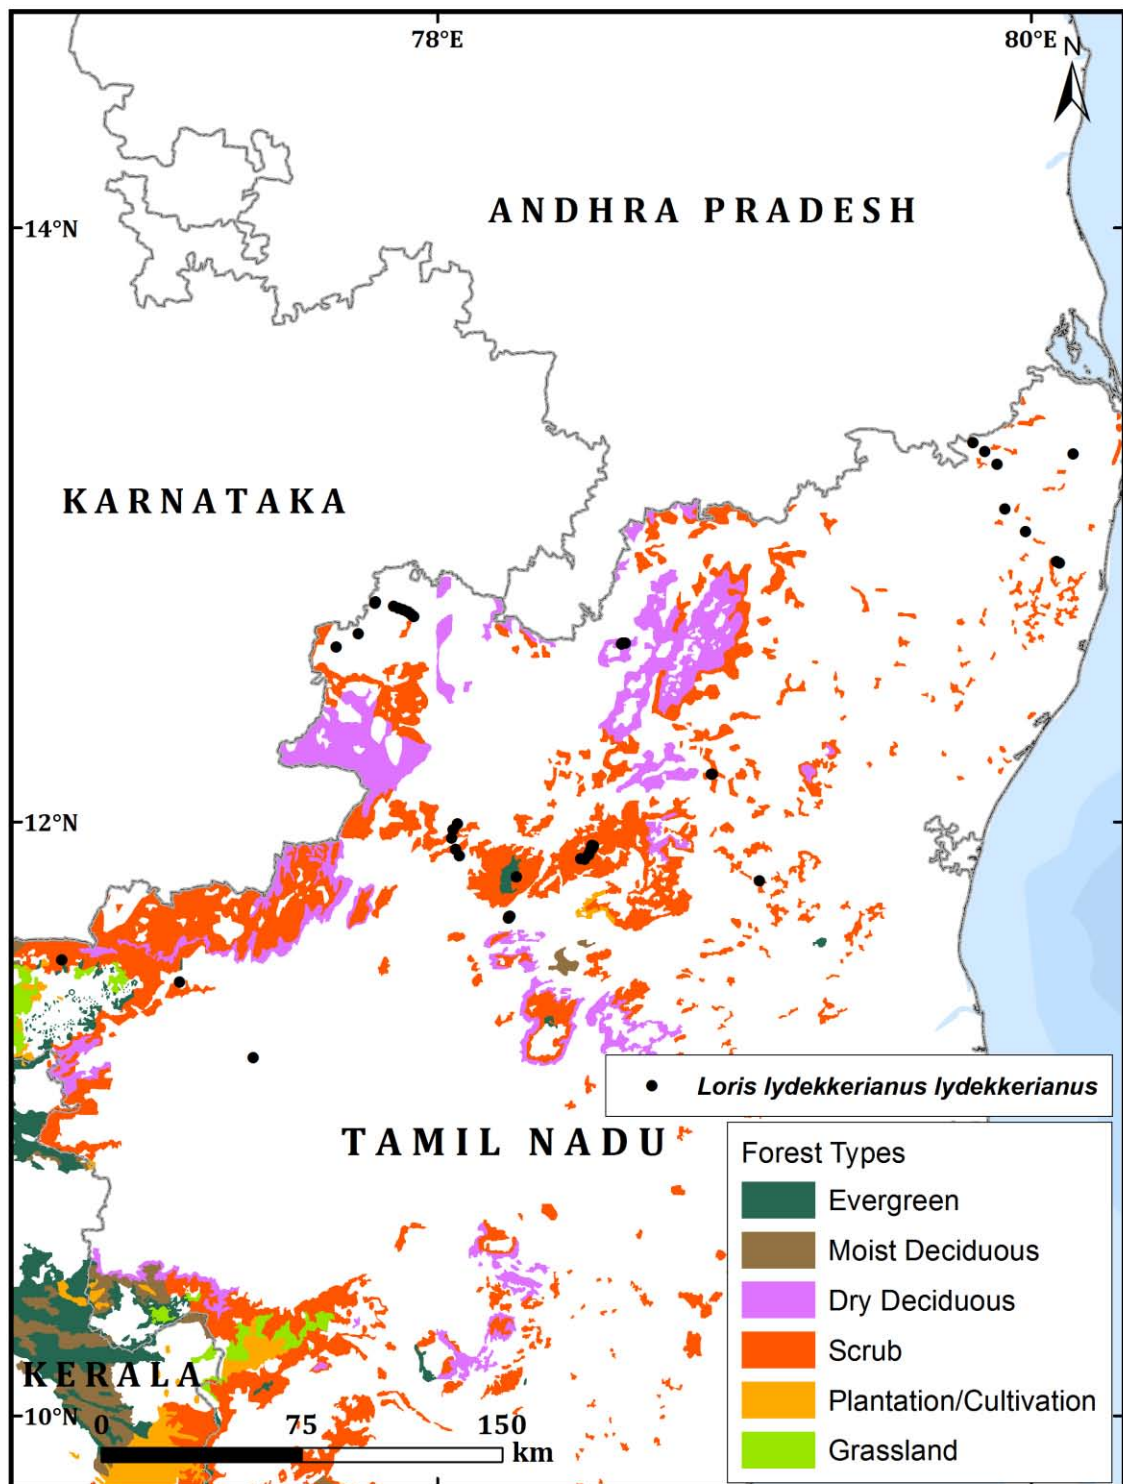 78°E
80°E
N
14°N
ANDHRA PRADESH
KARNATAKA
12°N
Loris lydekkerianus lydekkerianus
TAMIL NADU
Forest Types
Evergreen
Moist Deciduous
Dry Deciduous
Scrub
Plantation/Cultivation
Grassland
KERALA
10°N
0 75 150
km